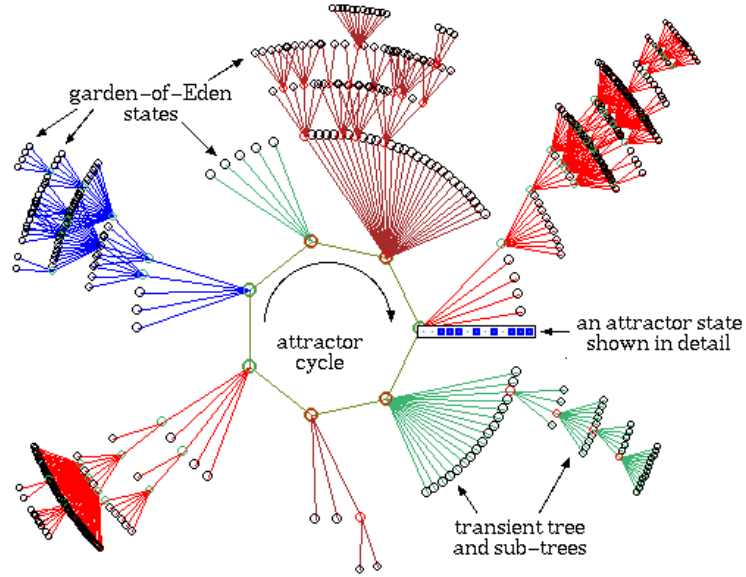 garden-of-Eden
states
attractor
cycle
an attractor state
shown in detail
transient tree
and sub-trees